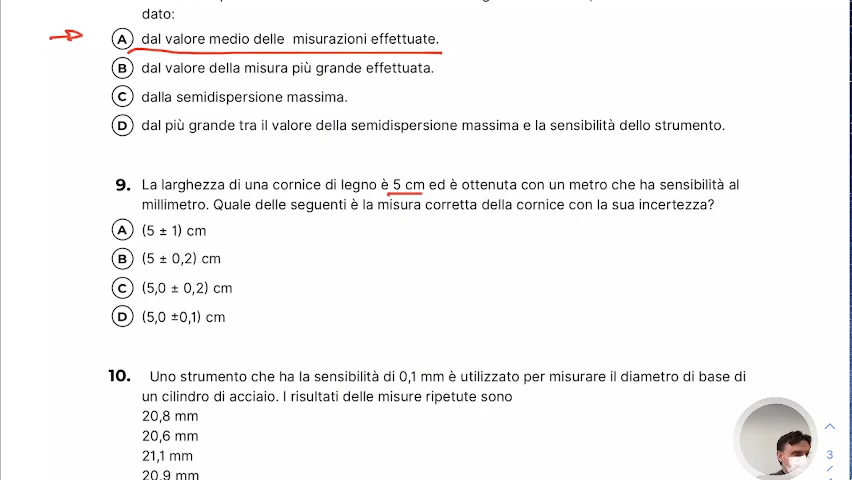 dato:
A dal valore medio delle misurazioni effettuate.
B dal valore della misura più grande effettuata.
C dalla semidispersione massima.
D dal più grande tra il valore della semidispersione massima e la sensibilità dello strumento.
9. La larghezza di una cornice di legno è 5 cm ed è ottenuta con un metro che ha sensibilità al
millimetro. Quale delle seguenti è la misura corretta della cornice con la sua incertezza?
A (5 ± 1) cm
B (5 ± 0,2) cm
C (5,0 ± 0,2) cm
D (5,0 ±0,1) cm
10. Uno strumento che ha la sensibilità di 0,1 mm è utilizzato per misurare il diametro di base di
un cilindro di acciaio. I risultati delle misure ripetute sono
20,8 mm
20,6 mm
21,1 mm
20,9 mm
3
/